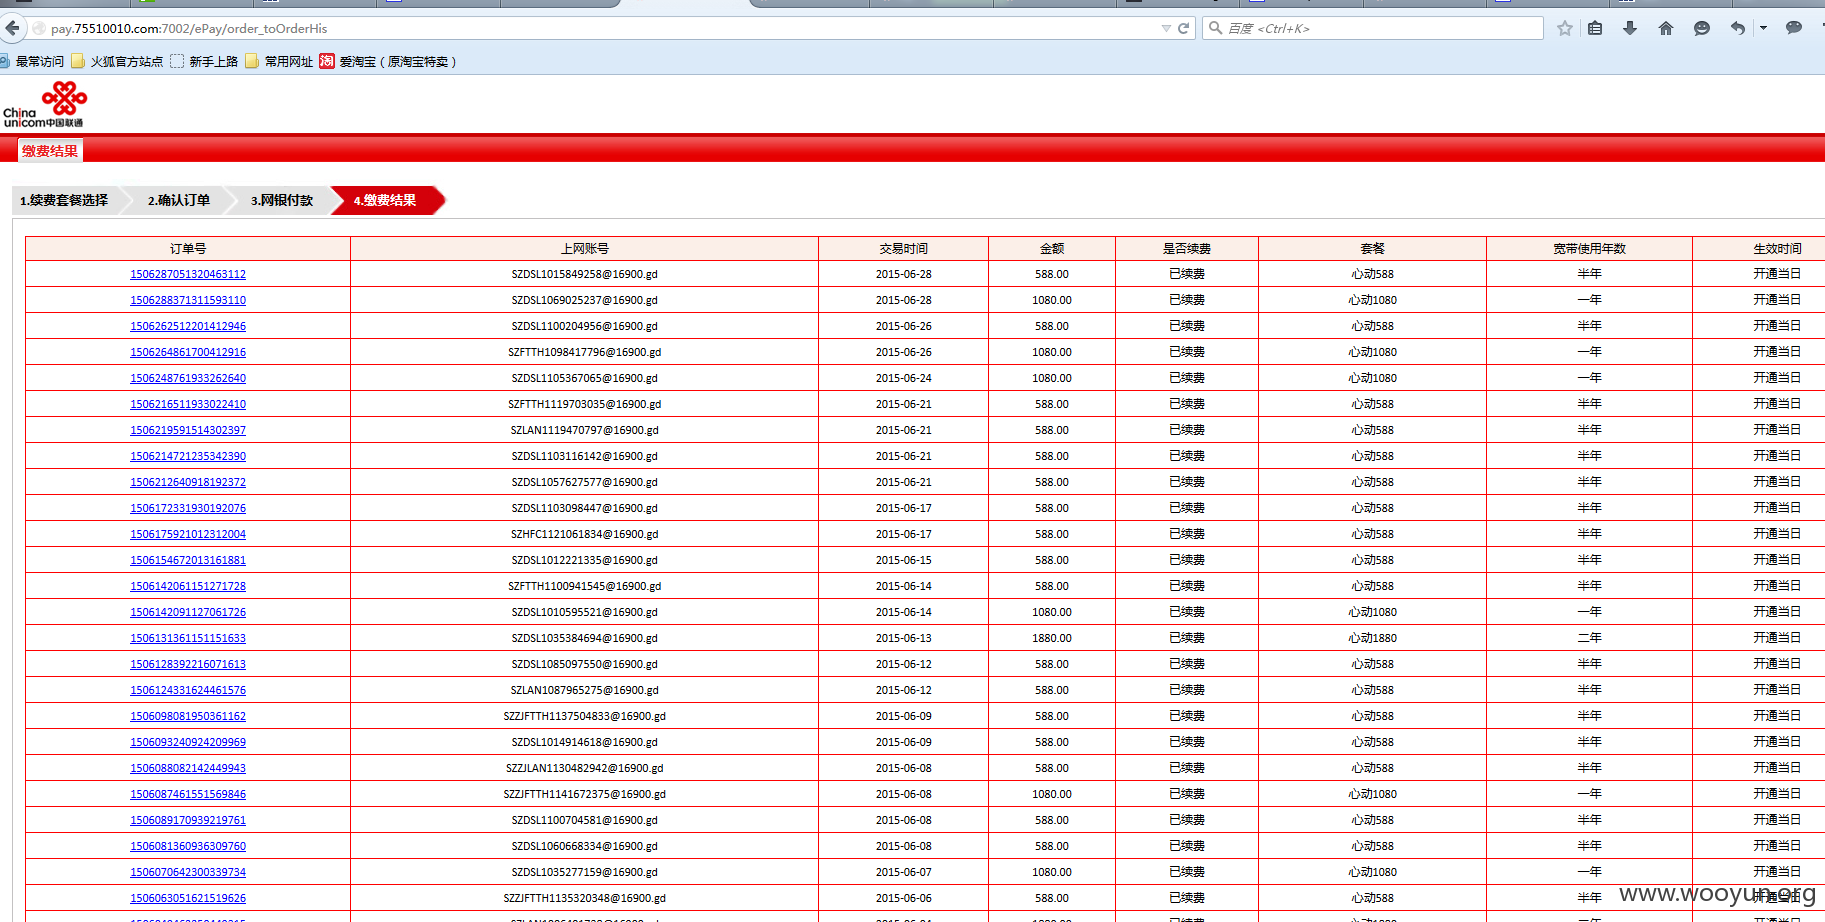 pay.75510010.com:7002/ePay/order_toOrderHis
百度 <Ctrl+K>
最常访问 火狐官方站点 新手上路 常用网址 淘 爱淘宝（原淘宝特卖）
China
unicom中国联通
缴费结果
1.续费套餐选择 2.确认订单 3.网银付款 4.缴费结果
订单号 上网账号 交易时间 金额 是否续费 套餐 宽带使用年数 生效时间
1506287051320463112 SZDSL1015849258@16900.gd 2015-06-28 588.00 已续费 心动588 半年 开通当日
1506288371311593110 SZDSL1069025237@16900.gd 2015-06-28 1080.00 已续费 心动1080 一年 开通当日
1506262512201412946 SZDSL1100204956@16900.gd 2015-06-26 588.00 已续费 心动588 半年 开通当日
1506264861700412916 SZFTTH1098417796@16900.gd 2015-06-26 1080.00 已续费 心动1080 一年 开通当日
1506248761933262640 SZDSL1105367065@16900.gd 2015-06-24 1080.00 已续费 心动1080 一年 开通当日
1506216511933022410 SZFTTH1119703035@16900.gd 2015-06-21 588.00 已续费 心动588 半年 开通当日
1506219591514302397 SZLAN1119470797@16900.gd 2015-06-21 588.00 已续费 心动588 半年 开通当日
1506214721235342390 SZDSL1103116142@16900.gd 2015-06-21 588.00 已续费 心动588 半年 开通当日
1506212640918192372 SZDSL1057627577@16900.gd 2015-06-21 588.00 已续费 心动588 半年 开通当日
1506172331930192076 SZDSL1103098447@16900.gd 2015-06-17 588.00 已续费 心动588 半年 开通当日
1506175921012312004 SZHFC1121061834@16900.gd 2015-06-17 588.00 已续费 心动588 半年 开通当日
1506154672013161881 SZDSL1012221335@16900.gd 2015-06-15 588.00 已续费 心动588 半年 开通当日
1506142061151271728 SZFTTH1100941545@16900.gd 2015-06-14 588.00 已续费 心动588 半年 开通当日
1506142091127061726 SZDSL1010595521@16900.gd 2015-06-14 1080.00 已续费 心动1080 一年 开通当日
1506131361151151633 SZDSL1035384694@16900.gd 2015-06-13 1880.00 已续费 心动1880 二年 开通当日
1506128392216071613 SZDSL1085097550@16900.gd 2015-06-12 588.00 已续费 心动588 半年 开通当日
1506124331624461576 SZLAN1087965275@16900.gd 2015-06-12 588.00 已续费 心动588 半年 开通当日
1506098081950361162 SZZJFTTH1137504833@16900.gd 2015-06-09 588.00 已续费 心动588 半年 开通当日
1506093240924209969 SZDSL1014914618@16900.gd 2015-06-09 588.00 已续费 心动588 半年 开通当日
1506088082142449943 SZZJLAN1130482942@16900.gd 2015-06-08 588.00 已续费 心动588 半年 开通当日
1506087461551569846 SZZJFTTH1141672375@16900.gd 2015-06-08 1080.00 已续费 心动1080 一年 开通当日
1506089170939219761 SZDSL1100704581@16900.gd 2015-06-08 588.00 已续费 心动588 半年 开通当日
1506081360936309760 SZDSL1060668334@16900.gd 2015-06-08 588.00 已续费 心动588 半年 开通当日
1506070642300339734 SZDSL1035277159@16900.gd 2015-06-07 1080.00 已续费 心动1080 一年 开通当日
1506063051621519626 SZZJFTTH1135320348@16900.gd 2015-06-06 588.00 已续费 心动588 半年 开通当日
www.wooyun.org